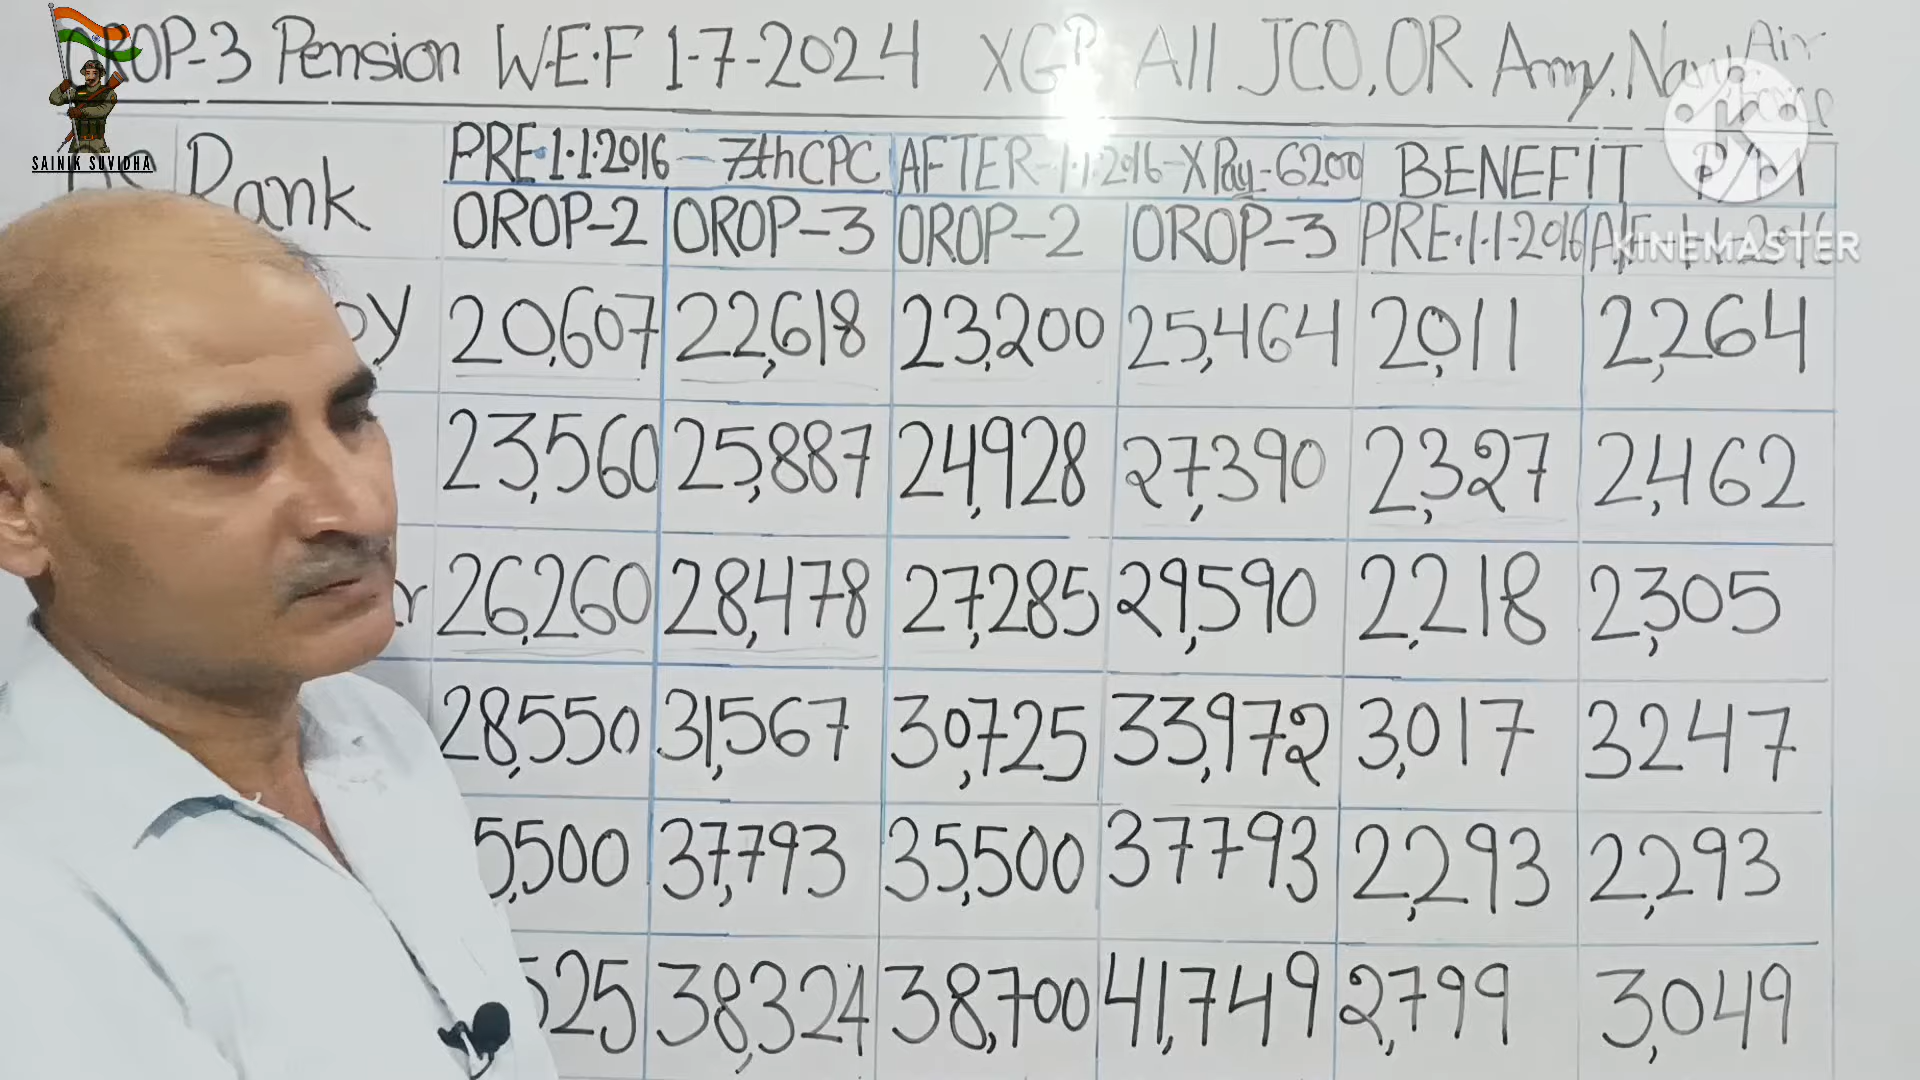 OROP-3 Pension W.E.F 1-7-2024 XGP All JCO,OR Army, Navy, Air
SAINIK SUVIDHA
Rank PRE.1.1.2016 - 7thCPC AFTER-1.1.2016-XPay-6200 BENEFIT P/M
OROP-2 OROP-3 OROP-2 OROP-3 PRE.1.1-2016
KINEMASTER
20,607 22,618 23,200 25,464 2,011 2,264
23,560 25,887 24,928 27,390 2,327 2,462
26,260 28,478 27,285 29,590 2,218 2,305
28,550 31,567 30,725 33,972 3,017 3247
5,500 37,793 35,500 37793 2,293 2,293
525 38,324 38,700 41,749 2,799 3,049